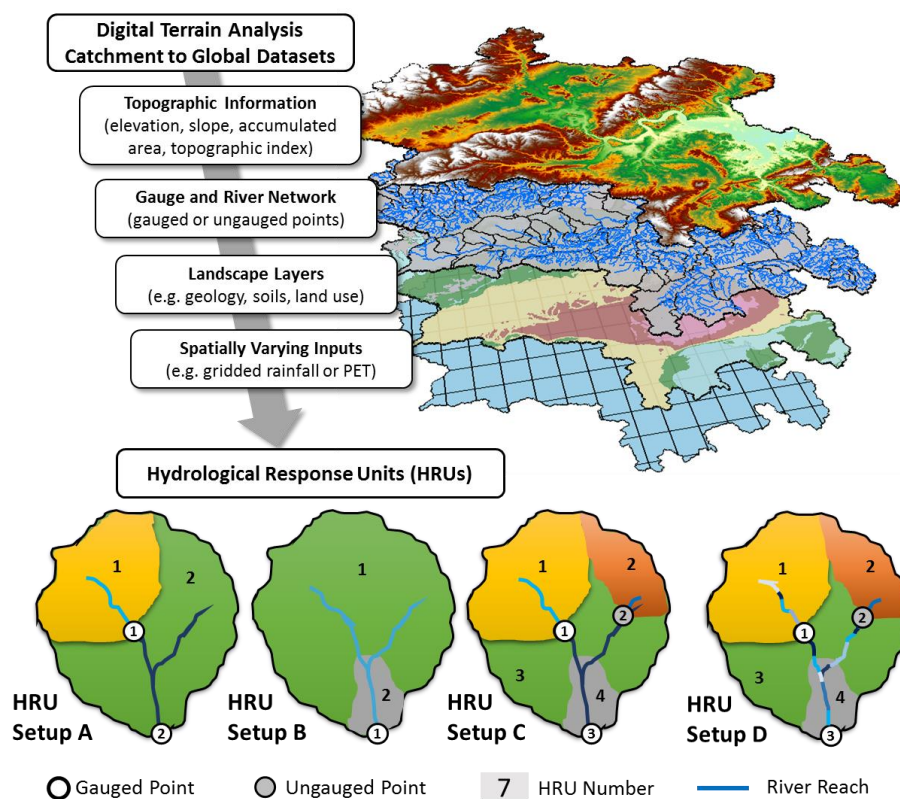 Digital Terrain Analysis
Catchment to Global Datasets
Topographic Information
(elevation, slope, accumulated
area, topographic index)
Gauge and River Network
(gauged or ungauged points)
Landscape Layers
(e.g. geology, soils, land use)
Spatially Varying Inputs
(e.g. gridded rainfall or PET)
Hydrological Response Units (HRUs)
1
2
1
2
HRU
Setup A
1
2
1
HRU
Setup B
1
2
1
2
3
4
3
HRU
Setup C
1
2
1
2
3
4
3
HRU
Setup D
Gauged Point
Ungauged Point
7
HRU Number
River Reach